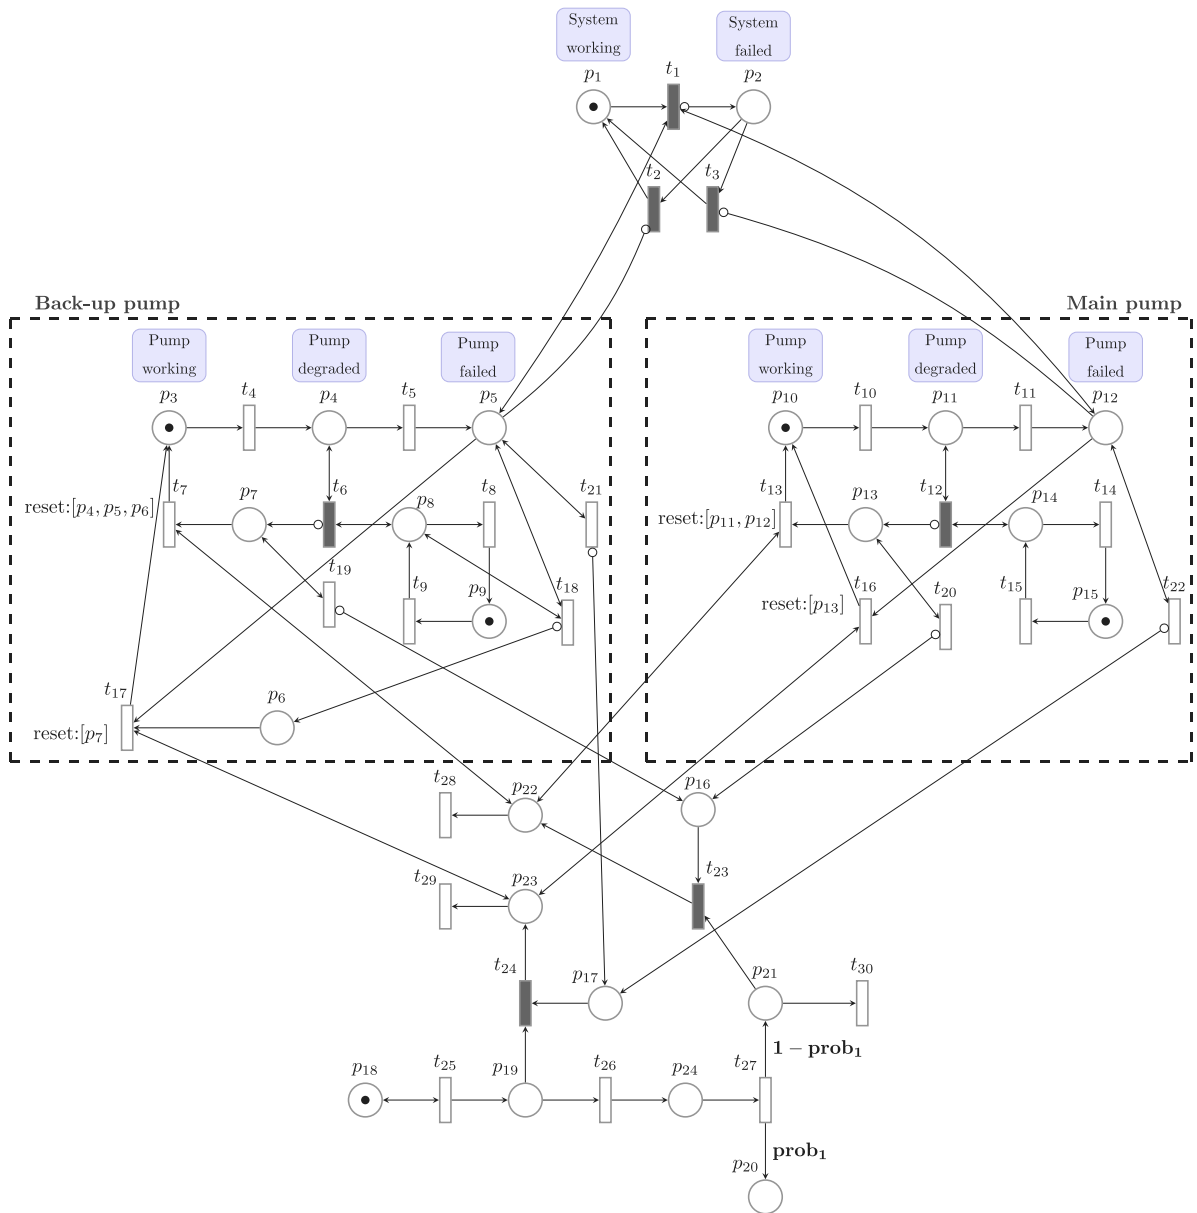 System
working
System
failed
p1
t1
p2
t2
t3
Back-up pump
Main pump
Pump
working
Pump
degraded
Pump
failed
Pump
working
Pump
degraded
Pump
failed
p3
t4
p4
t5
p5
p10
t10
p11
t11
p12
t7
p7
t6
p8
t8
t21
reset:[p4, p5, p6]
t13
p13
t12
p14
t14
reset:[p11, p12]
t19
t9
p9
t18
t16
reset:[p13]
t20
t15
p15
t22
t17
reset:[p7]
p6
t28
p22
p16
t29
p23
t23
t24
p17
p21
t30
1 − prob1
p18
t25
p19
t26
p24
t27
prob1
p20